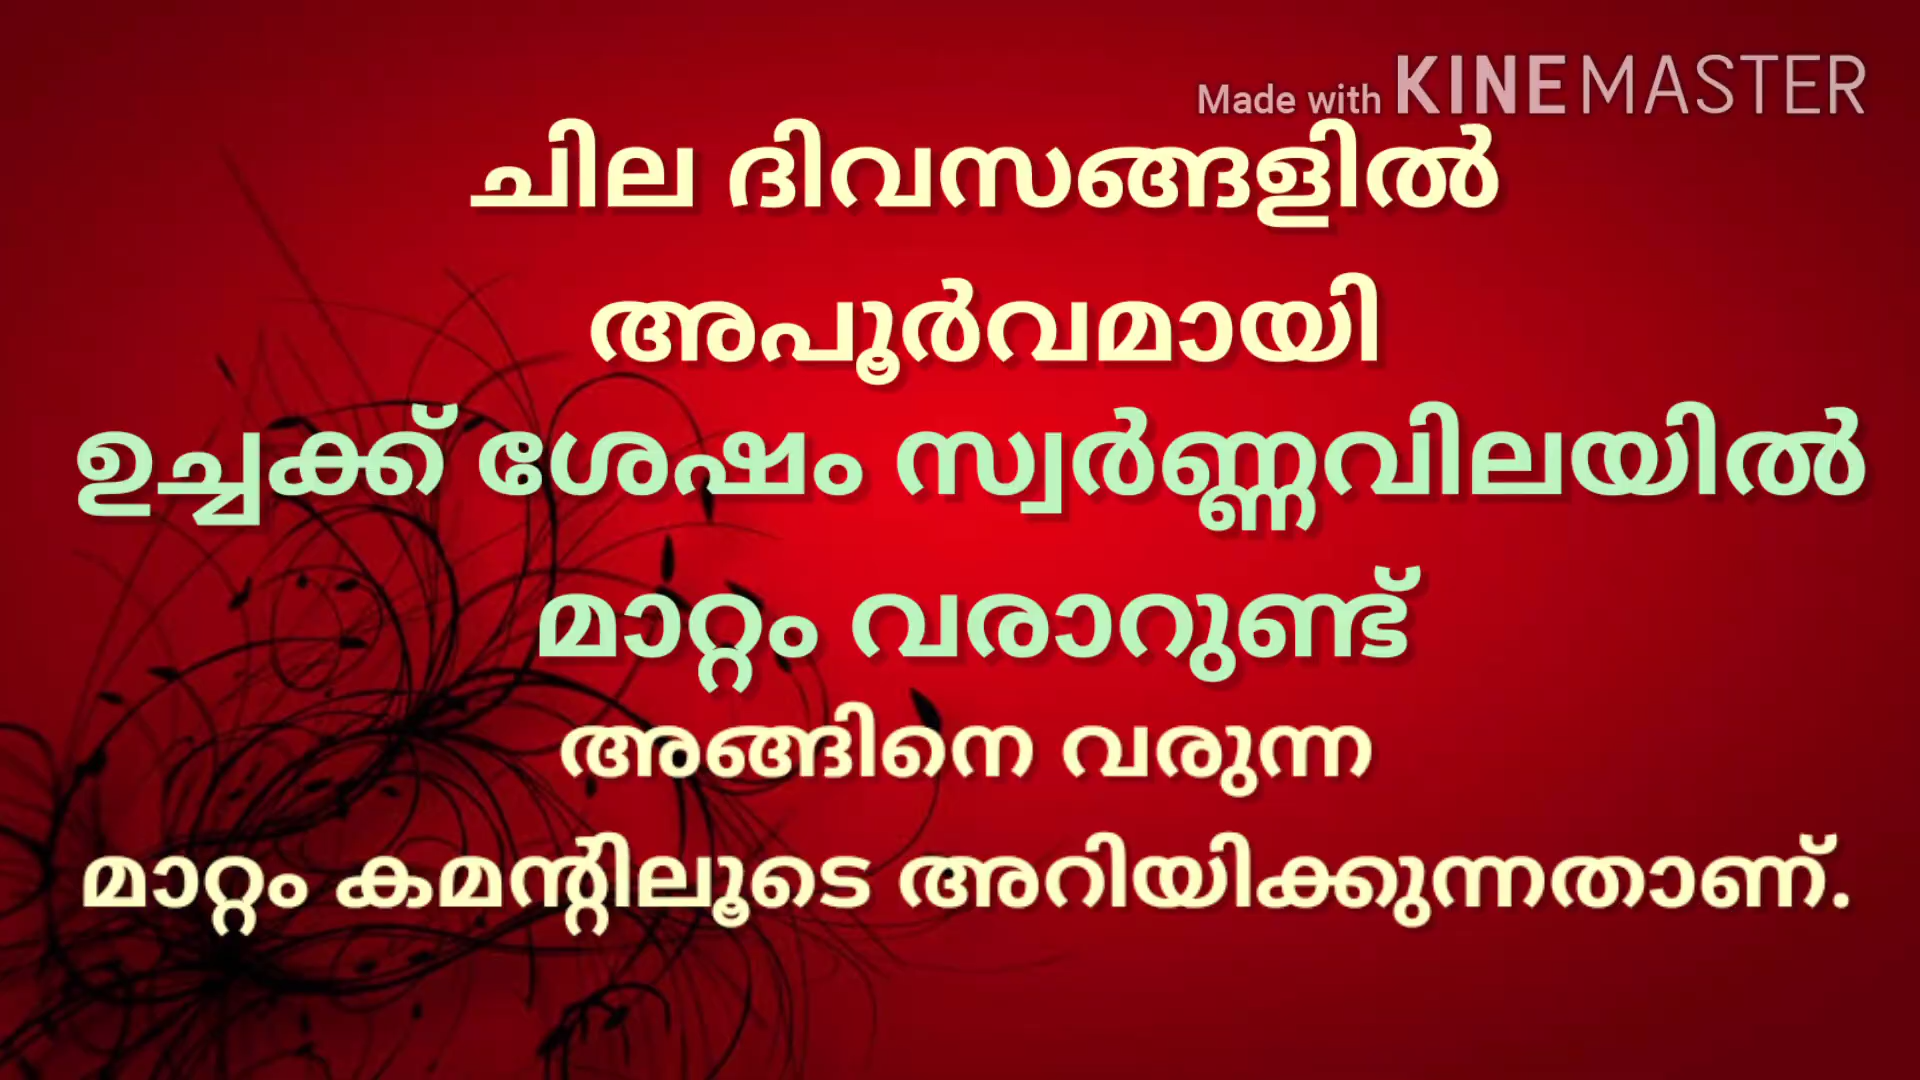 Made with KINEMASTER
ചില ദിവസങ്ങളിൽ
അപൂർവമായി
ഉച്ചക്ക് ശേഷം സ്വർണ്ണവിലയിൽ
മാറ്റം വരാറുണ്ട്
അങ്ങിനെ വരുന്ന
മാറ്റം കമന്റിലൂടെ അറിയിക്കുന്നതാണ്.